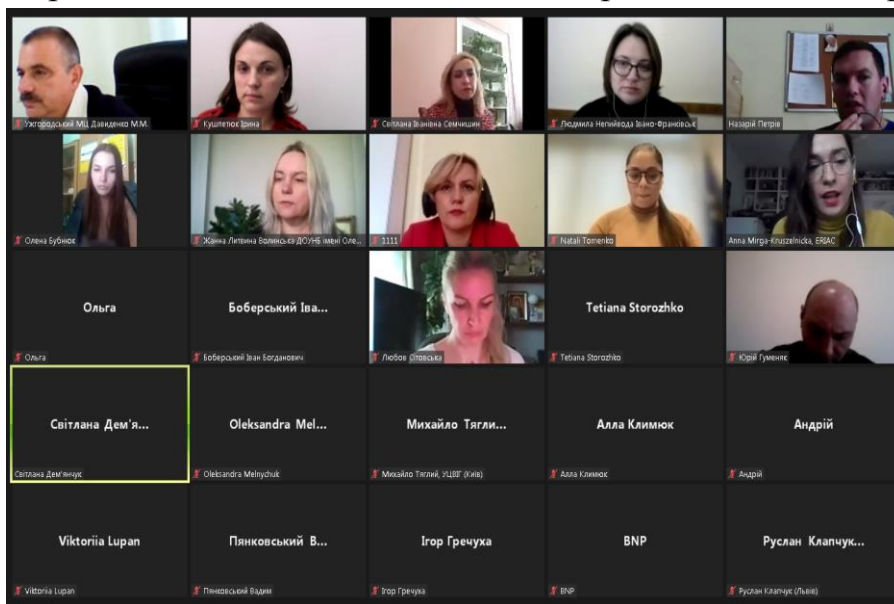 Ужгородський МЦ Давиденко М.М.
Куштетюк Ірина
Світлана Іванівна Семчишин
Людмила Непийвода Івано-Франківськ
Назарій Петрів
Олена Бубнюк
Жанна Литвина Волинська ДОУНБ імені Оле...
1111
Natali Tomenko
Anna Mirga-Kruszelnicka, ERIAC
Ольга
Боберський Іва...
Tetiana Storozhko
Ольга
Боберський Іван Богданович
Любов Сітовська
Tetiana Storozhko
Юрій Гуменяк
Світлана Дем'я...
Oleksandra Mel...
Михайло Тягли...
Алла Климюк
Андрій
Світлана Дем'янчук
Oleksandra Melnychuk
Михайло Тяглий, УЦВІГ (Київ)
Алла Климюк
Андрій
Viktoriia Lupan
Пянковський В...
Ігор Гречуха
BNP
Руслан Клапчук...
Viktoriia Lupan
Пянковський Вадим
Ігор Гречуха
BNP
Руслан Клапчук (Львів)